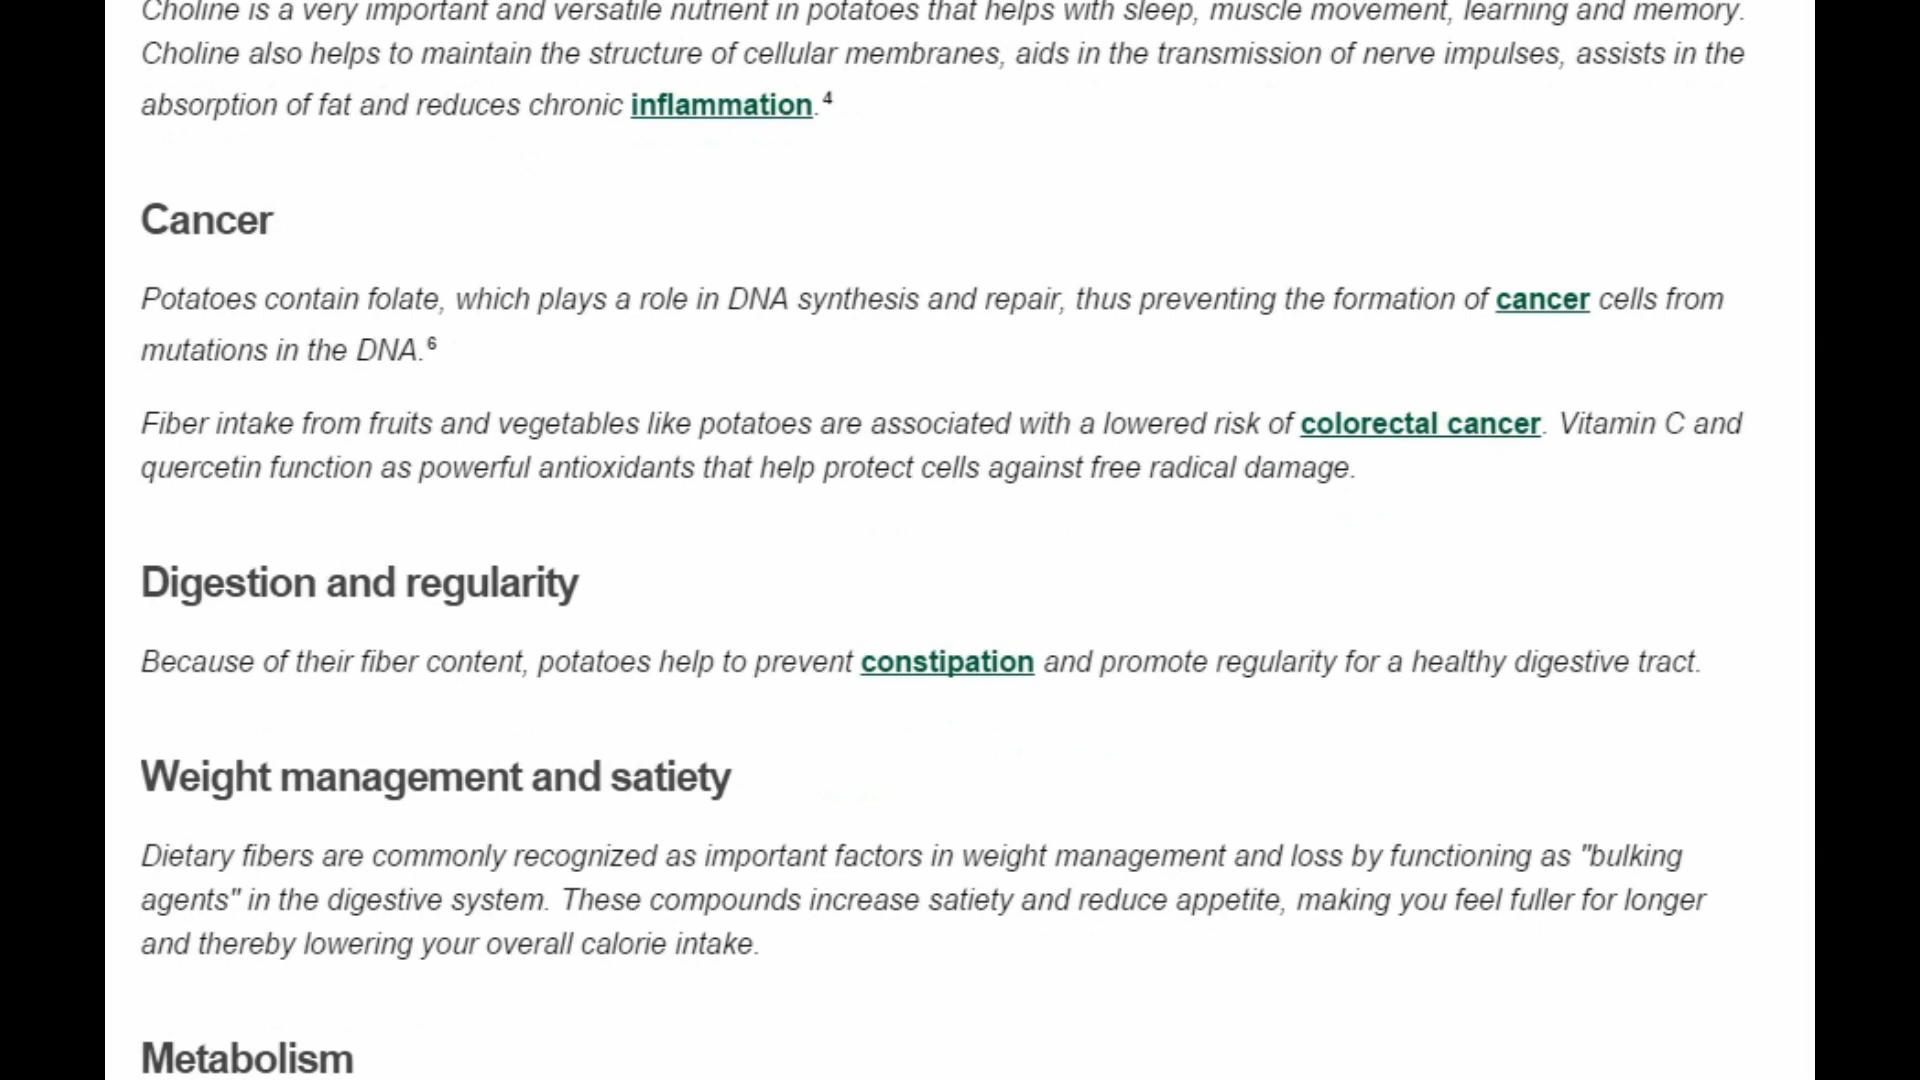 Choline is a very important and versatile nutrient in potatoes that helps with sleep, muscle movement, learning and memory.
Choline also helps to maintain the structure of cellular membranes, aids in the transmission of nerve impulses, assists in the
absorption of fat and reduces chronic inflammation.⁴
Cancer
Potatoes contain folate, which plays a role in DNA synthesis and repair, thus preventing the formation of cancer cells from
mutations in the DNA.⁶
Fiber intake from fruits and vegetables like potatoes are associated with a lowered risk of colorectal cancer. Vitamin C and
quercetin function as powerful antioxidants that help protect cells against free radical damage.
Digestion and regularity
Because of their fiber content, potatoes help to prevent constipation and promote regularity for a healthy digestive tract.
Weight management and satiety
Dietary fibers are commonly recognized as important factors in weight management and loss by functioning as "bulking
agents" in the digestive system. These compounds increase satiety and reduce appetite, making you feel fuller for longer
and thereby lowering your overall calorie intake.
Metabolism